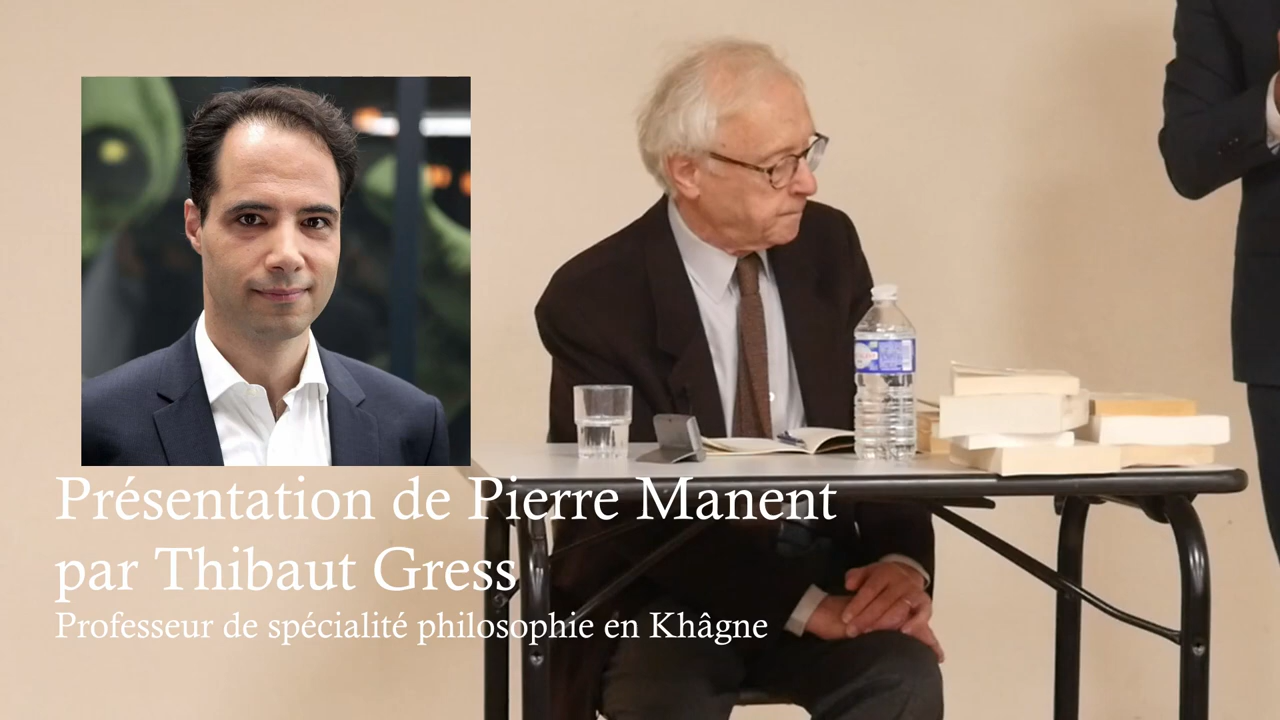 Présentation de Pierre Manent
par Thibaut Gress
Professeur de spécialité philosophie en Khâgne